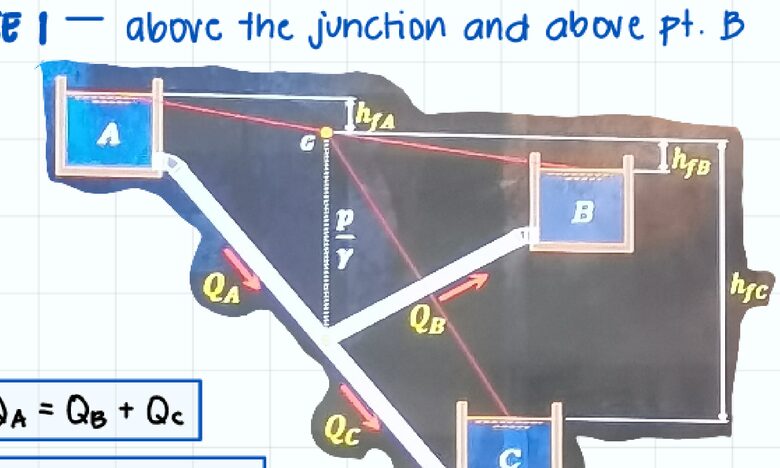 E 1 — above the junction and above pt. B
A
hfA
e
hfB
P
γ
B
QA
QB
hfC
QA = QB + QC
QC
C